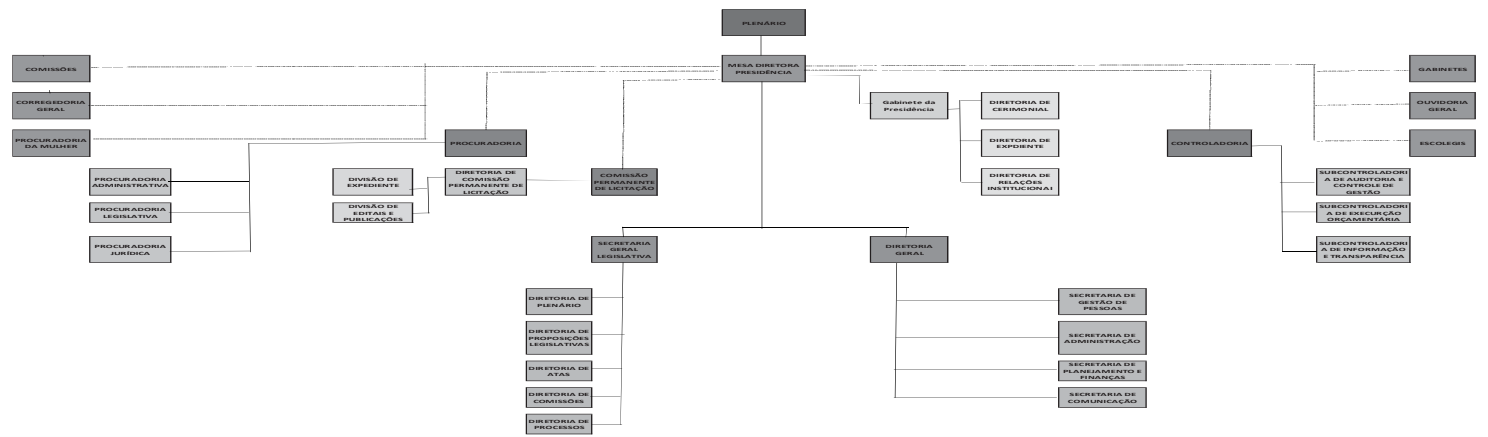 PLENÁRIO
MESA DIRETORA
PRESIDÊNCIA
COMISSÕES
CORREGEDORIA
GERAL
PROCURADORIA
DA MULHER
GABINETES
OUVIDORIA
GERAL
ESCOLEGIS
Gabinete da
Presidência
DIRETORIA DE
CERIMONIAL
DIRETORIA DE
EXPDIENTE
DIRETORIA DE
RELAÇÕES
INSTITUCIONAI
PROCURADORIA
CONTROLADORIA
PROCURADORIA
ADMINISTRATIVA
PROCURADORIA
LEGISLATIVA
PROCURADORIA
JURÍDICA
DIVISÃO DE
EXPEDIENTE
DIVISÃO DE
EDITAIS E
PUBLICAÇÕES
DIRETORIA DE
COMISSÃO
PERMANENTE DE
LICITAÇÃO
COMISSÃO
PERMANENTE
DE LICITAÇÃO
SUBCONTROLADORI
A DE AUDITORIA E
CONTROLE DE
GESTÃO
SUBCONTROLADORI
A DE EXECURÇÃO
ORÇAMENTÁRIA
SUBCONTROLADORI
A DE INFORMAÇÃO
E TRANSPARÊNCIA
SECRETARIA
GERAL
LEGISLATIVA
DIRETORIA
GERAL
DIRETORIA DE
PLENÁRIO
DIRETORIA DE
PROPOSIÇÕES
LEGISLATIVAS
DIRETORIA DE
ATAS
DIRETORIA DE
COMISSÕES
DIRETORIA DE
PROCESSOS
SECRETARIA DE
GESTÃO DE
PESSOAS
SECRETARIA DE
ADMINISTRAÇÃO
SECRETARIA DE
PLANEJAMENTO E
FINANÇAS
SECRETARIA DE
COMUNICAÇÃO